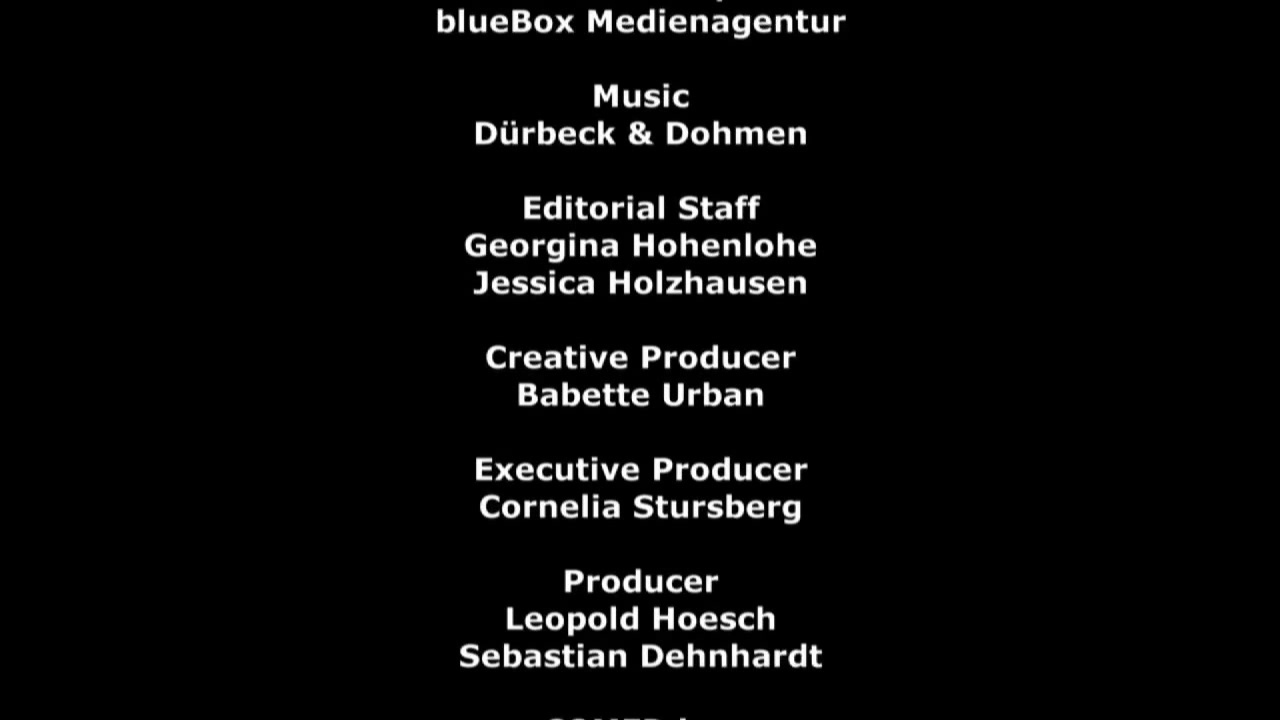 blueBox Medienagentur
Music
Dürbeck & Dohmen
Editorial Staff
Georgina Hohenlohe
Jessica Holzhausen
Creative Producer
Babette Urban
Executive Producer
Cornelia Stursberg
Producer
Leopold Hoesch
Sebastian Dehnhardt